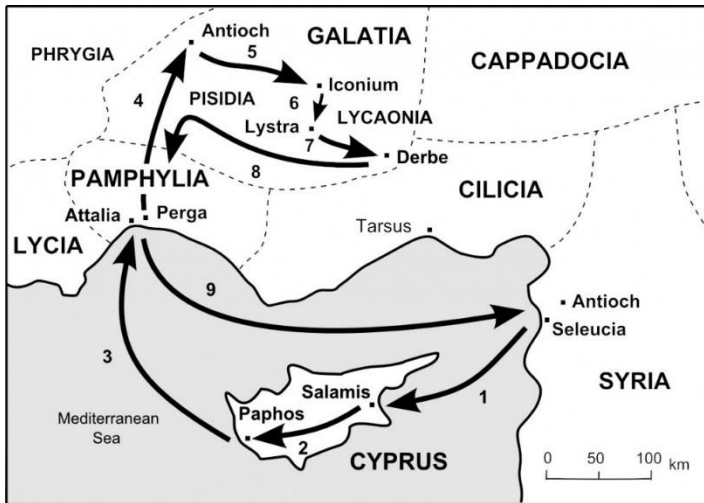 Antioch
5
GALATIA
PHRYGIA
CAPPADOCIA
Iconium
4
6
PISIDIA
LYCAONIA
Lystra
7
Derbe
8
PAMPHYLIA
CILICIA
Attalia
Perga
Tarsus
LYCIA
9
Antioch
Seleucia
3
SYRIA
Salamis
1
Paphos
Mediterranean
Sea
2
CYPRUS
0 50 100 km